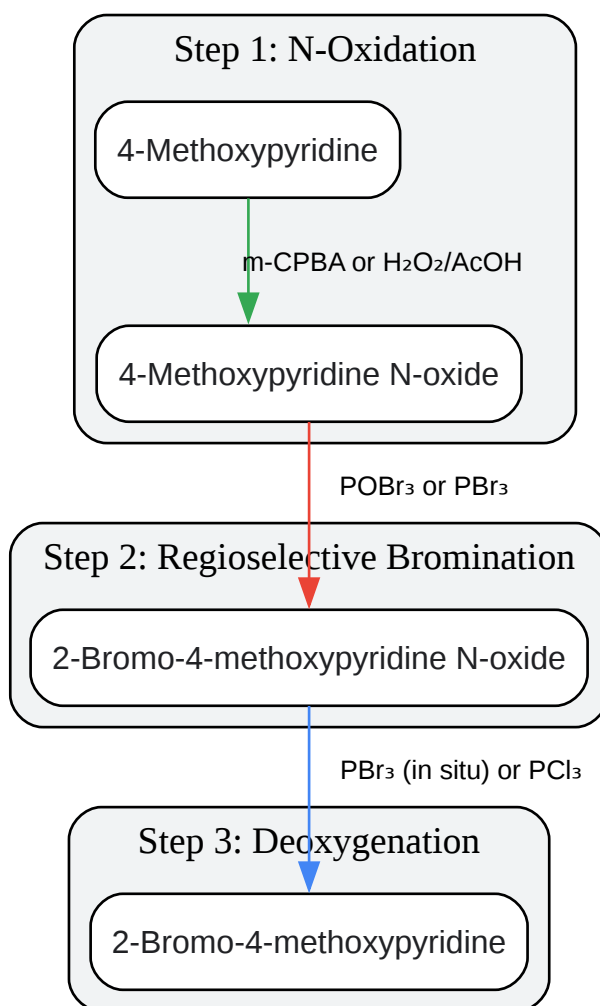 Step 1: N-Oxidation
4-Methoxypyridine
m-CPBA or H₂O₂/AcOH
4-Methoxypyridine N-oxide
POBr₃ or PBr₃
Step 2: Regioselective Bromination
2-Bromo-4-methoxypyridine N-oxide
PBr₃ (in situ) or PCl₃
Step 3: Deoxygenation
2-Bromo-4-methoxypyridine